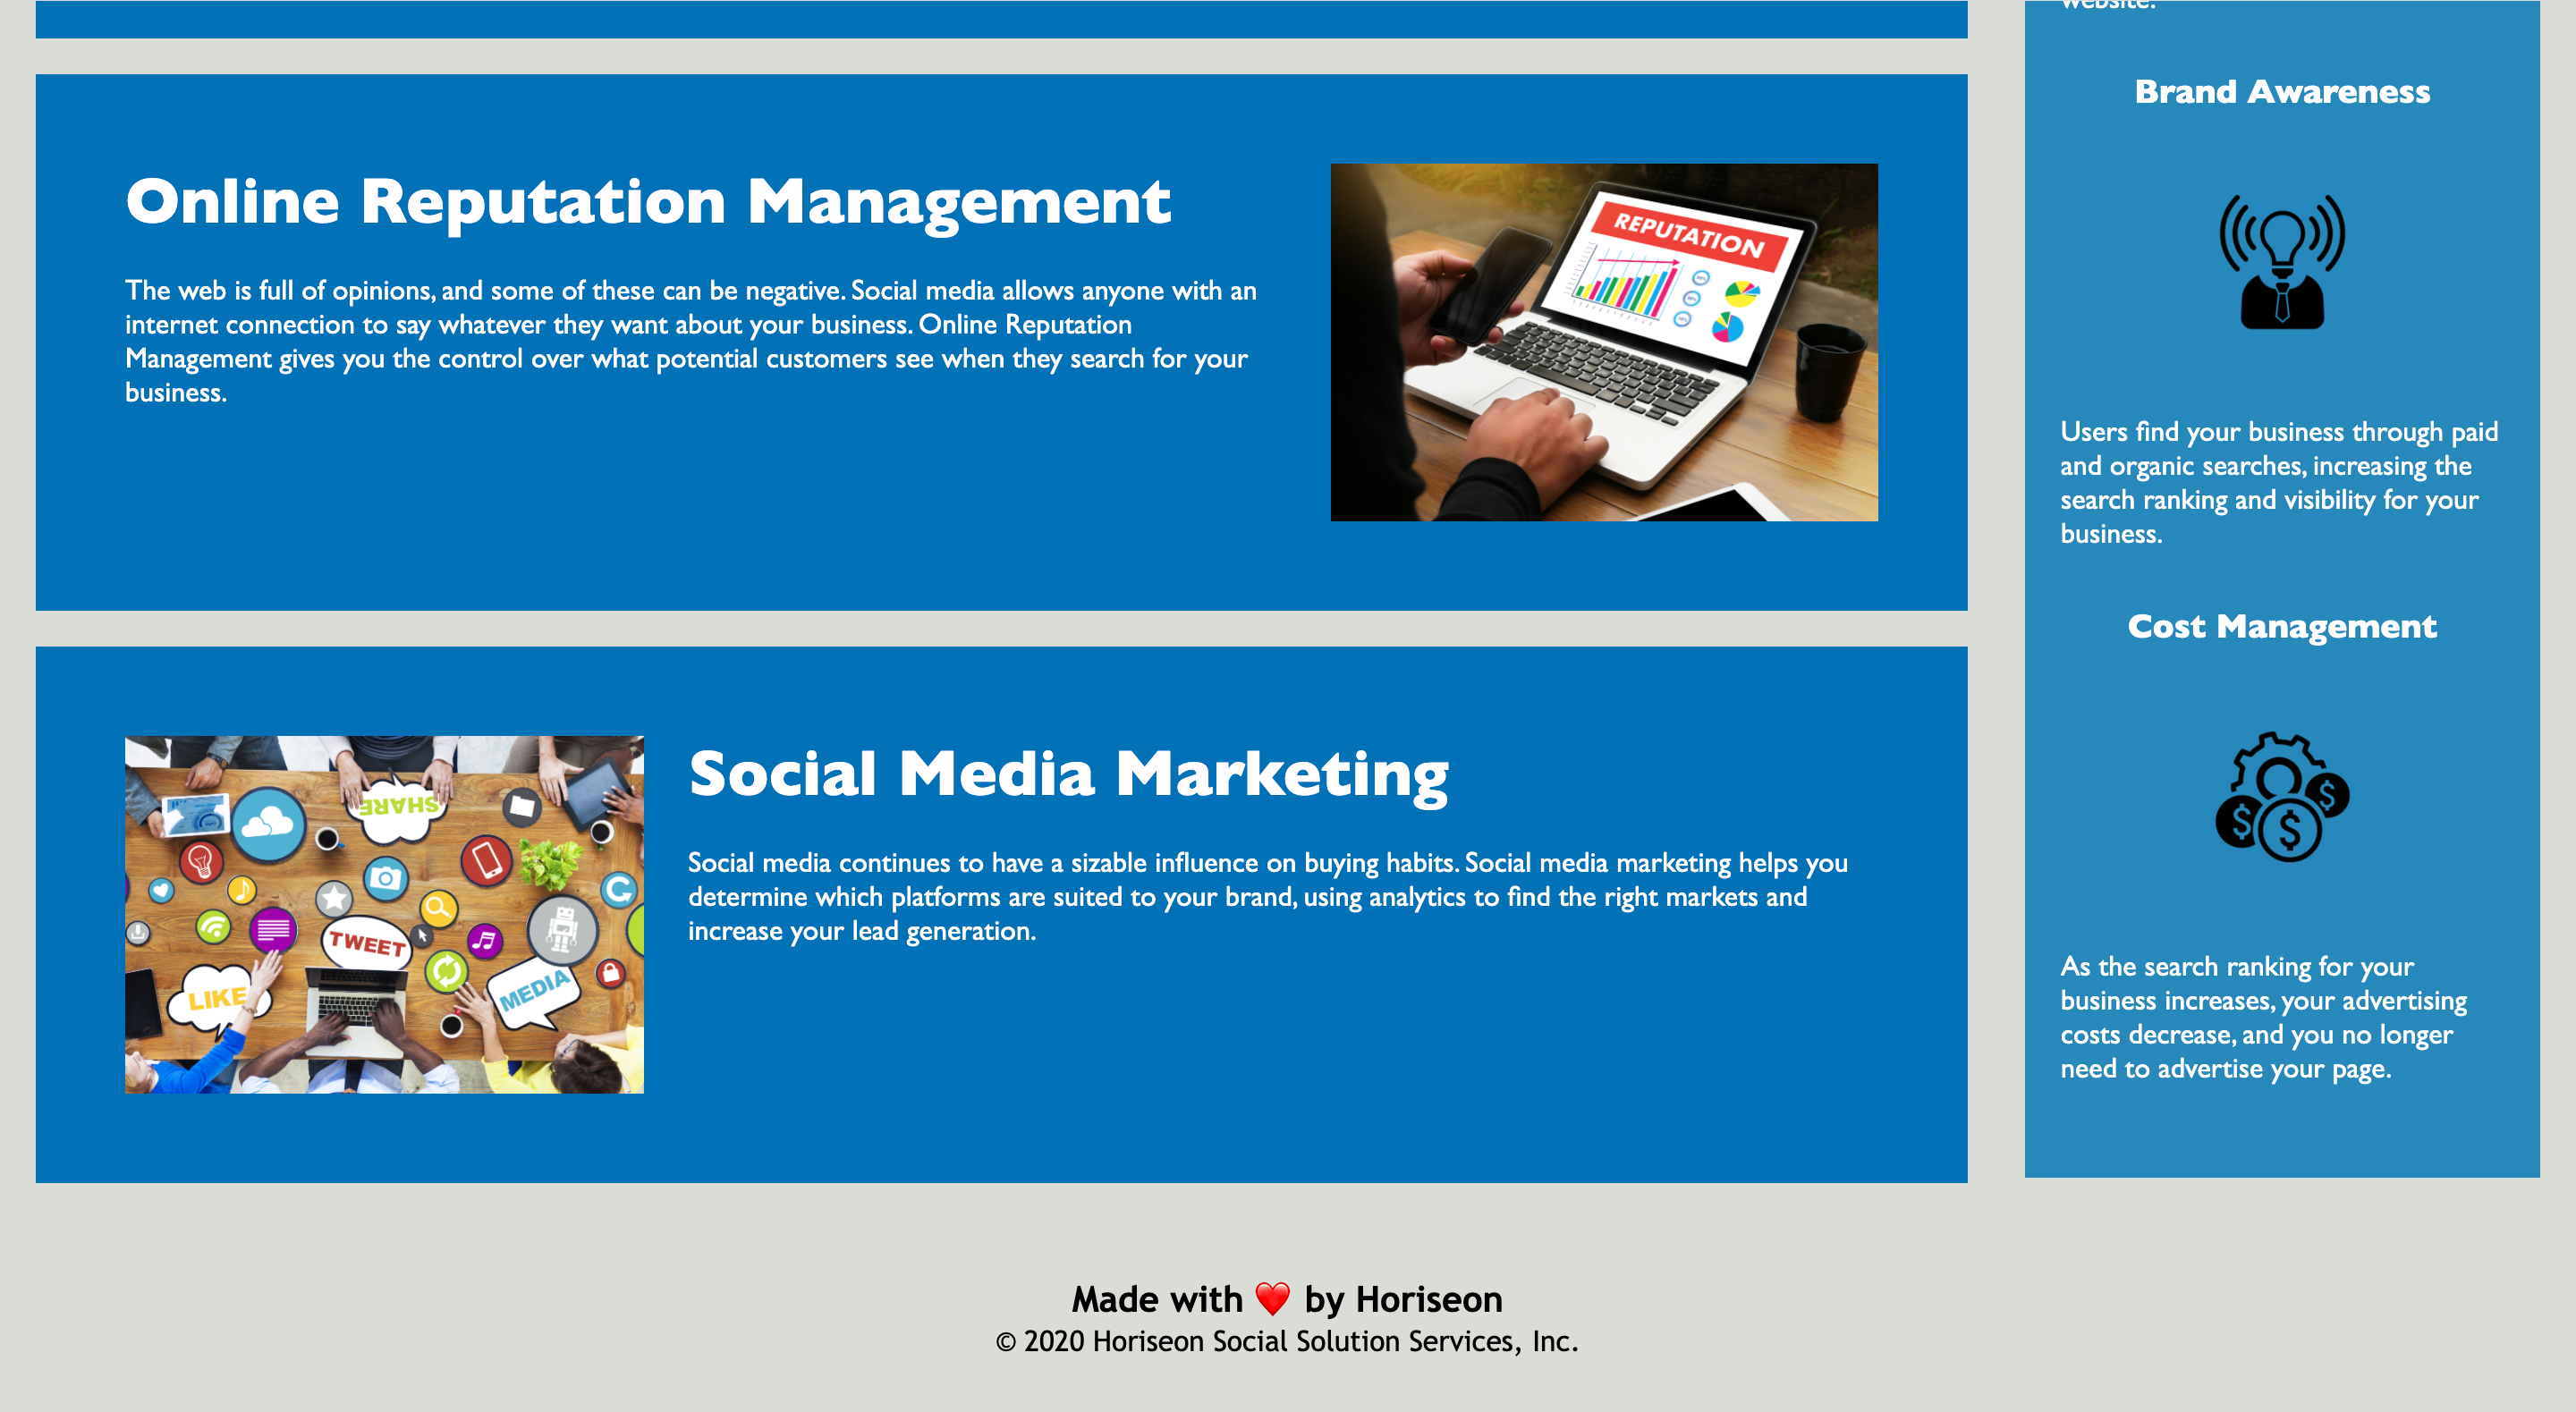 Online Reputation Management
The web is full of opinions, and some of these can be negative. Social media allows anyone with an
internet connection to say whatever they want about your business. Online Reputation
Management gives you the control over what potential customers see when they search for your
business.
REPUTATION
SHARE
TWEET
LIKE
MEDIA
Social Media Marketing
Social media continues to have a sizable influence on buying habits. Social media marketing helps you
determine which platforms are suited to your brand, using analytics to find the right markets and
increase your lead generation.
website.
Brand Awareness
Users find your business through paid
and organic searches, increasing the
search ranking and visibility for your
business.
Cost Management
$ $ $
As the search ranking for your
business increases, your advertising
costs decrease, and you no longer
need to advertise your page.
Made with ❤️ by Horiseon
© 2020 Horiseon Social Solution Services, Inc.